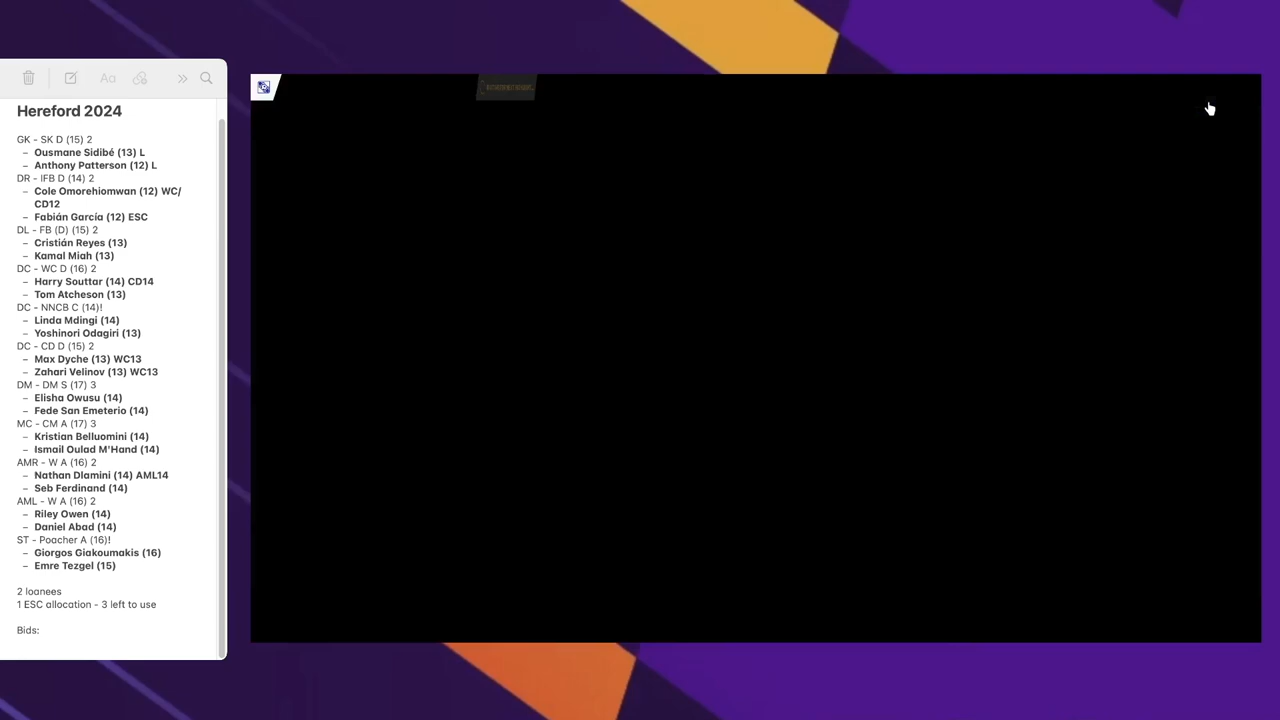 Aa
Hereford 2024
GK - SK D (15) 2
– Ousmane Sidibé (13) L
– Anthony Patterson (12) L
DR - IFB D (14) 2
– Cole Omorehiomwan (12) WC/
CD12
– Fabián García (12) ESC
DL - FB (D) (15) 2
– Cristián Reyes (13)
– Kamal Miah (13)
DC - WC D (16) 2
– Harry Souttar (14) CD14
– Tom Atcheson (13)
DC - NNCB C (14)!
– Linda Mdingi (14)
– Yoshinori Odagiri (13)
DC - CD D (15) 2
– Max Dyche (13) WC13
– Zahari Velinov (13) WC13
DM - DM S (17) 3
– Elisha Owusu (14)
– Fede San Emeterio (14)
MC - CM A (17) 3
– Kristian Belluomini (14)
– Ismail Oulad M'Hand (14)
AMR - W A (16) 2
– Nathan Dlamini (14) AML14
– Seb Ferdinand (14)
AML - W A (16) 2
– Riley Owen (14)
– Daniel Abad (14)
ST - Poacher A (16)!
– Giorgos Giakoumakis (16)
– Emre Tezgel (15)
2 loanees
1 ESC allocation - 3 left to use
Bids: